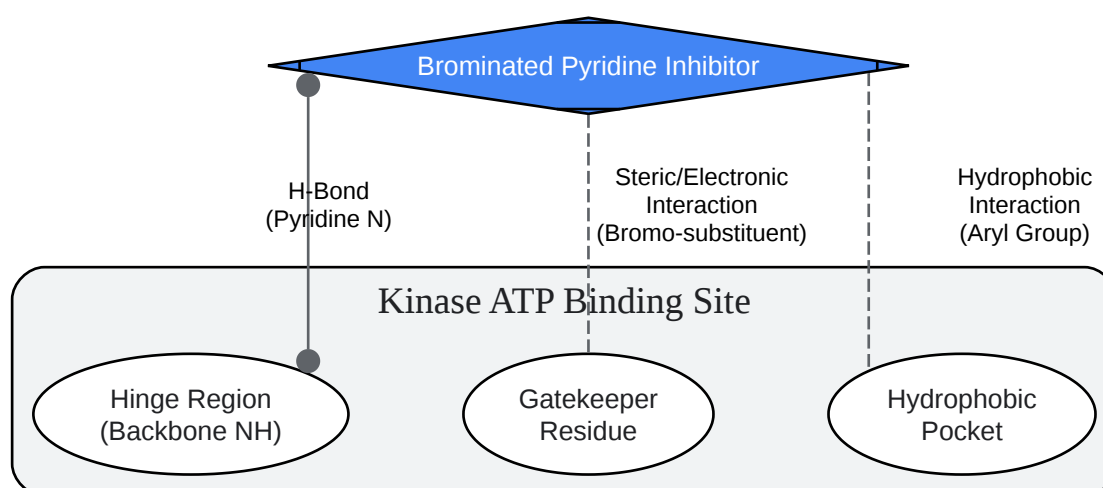 Brominated Pyridine Inhibitor
H-Bond
(Pyridine N)
Steric/Electronic
Interaction
(Bromo-substituent)
Hydrophobic
Interaction
(Aryl Group)
Kinase ATP Binding Site
Hinge Region
(Backbone NH)
Gatekeeper
Residue
Hydrophobic
Pocket